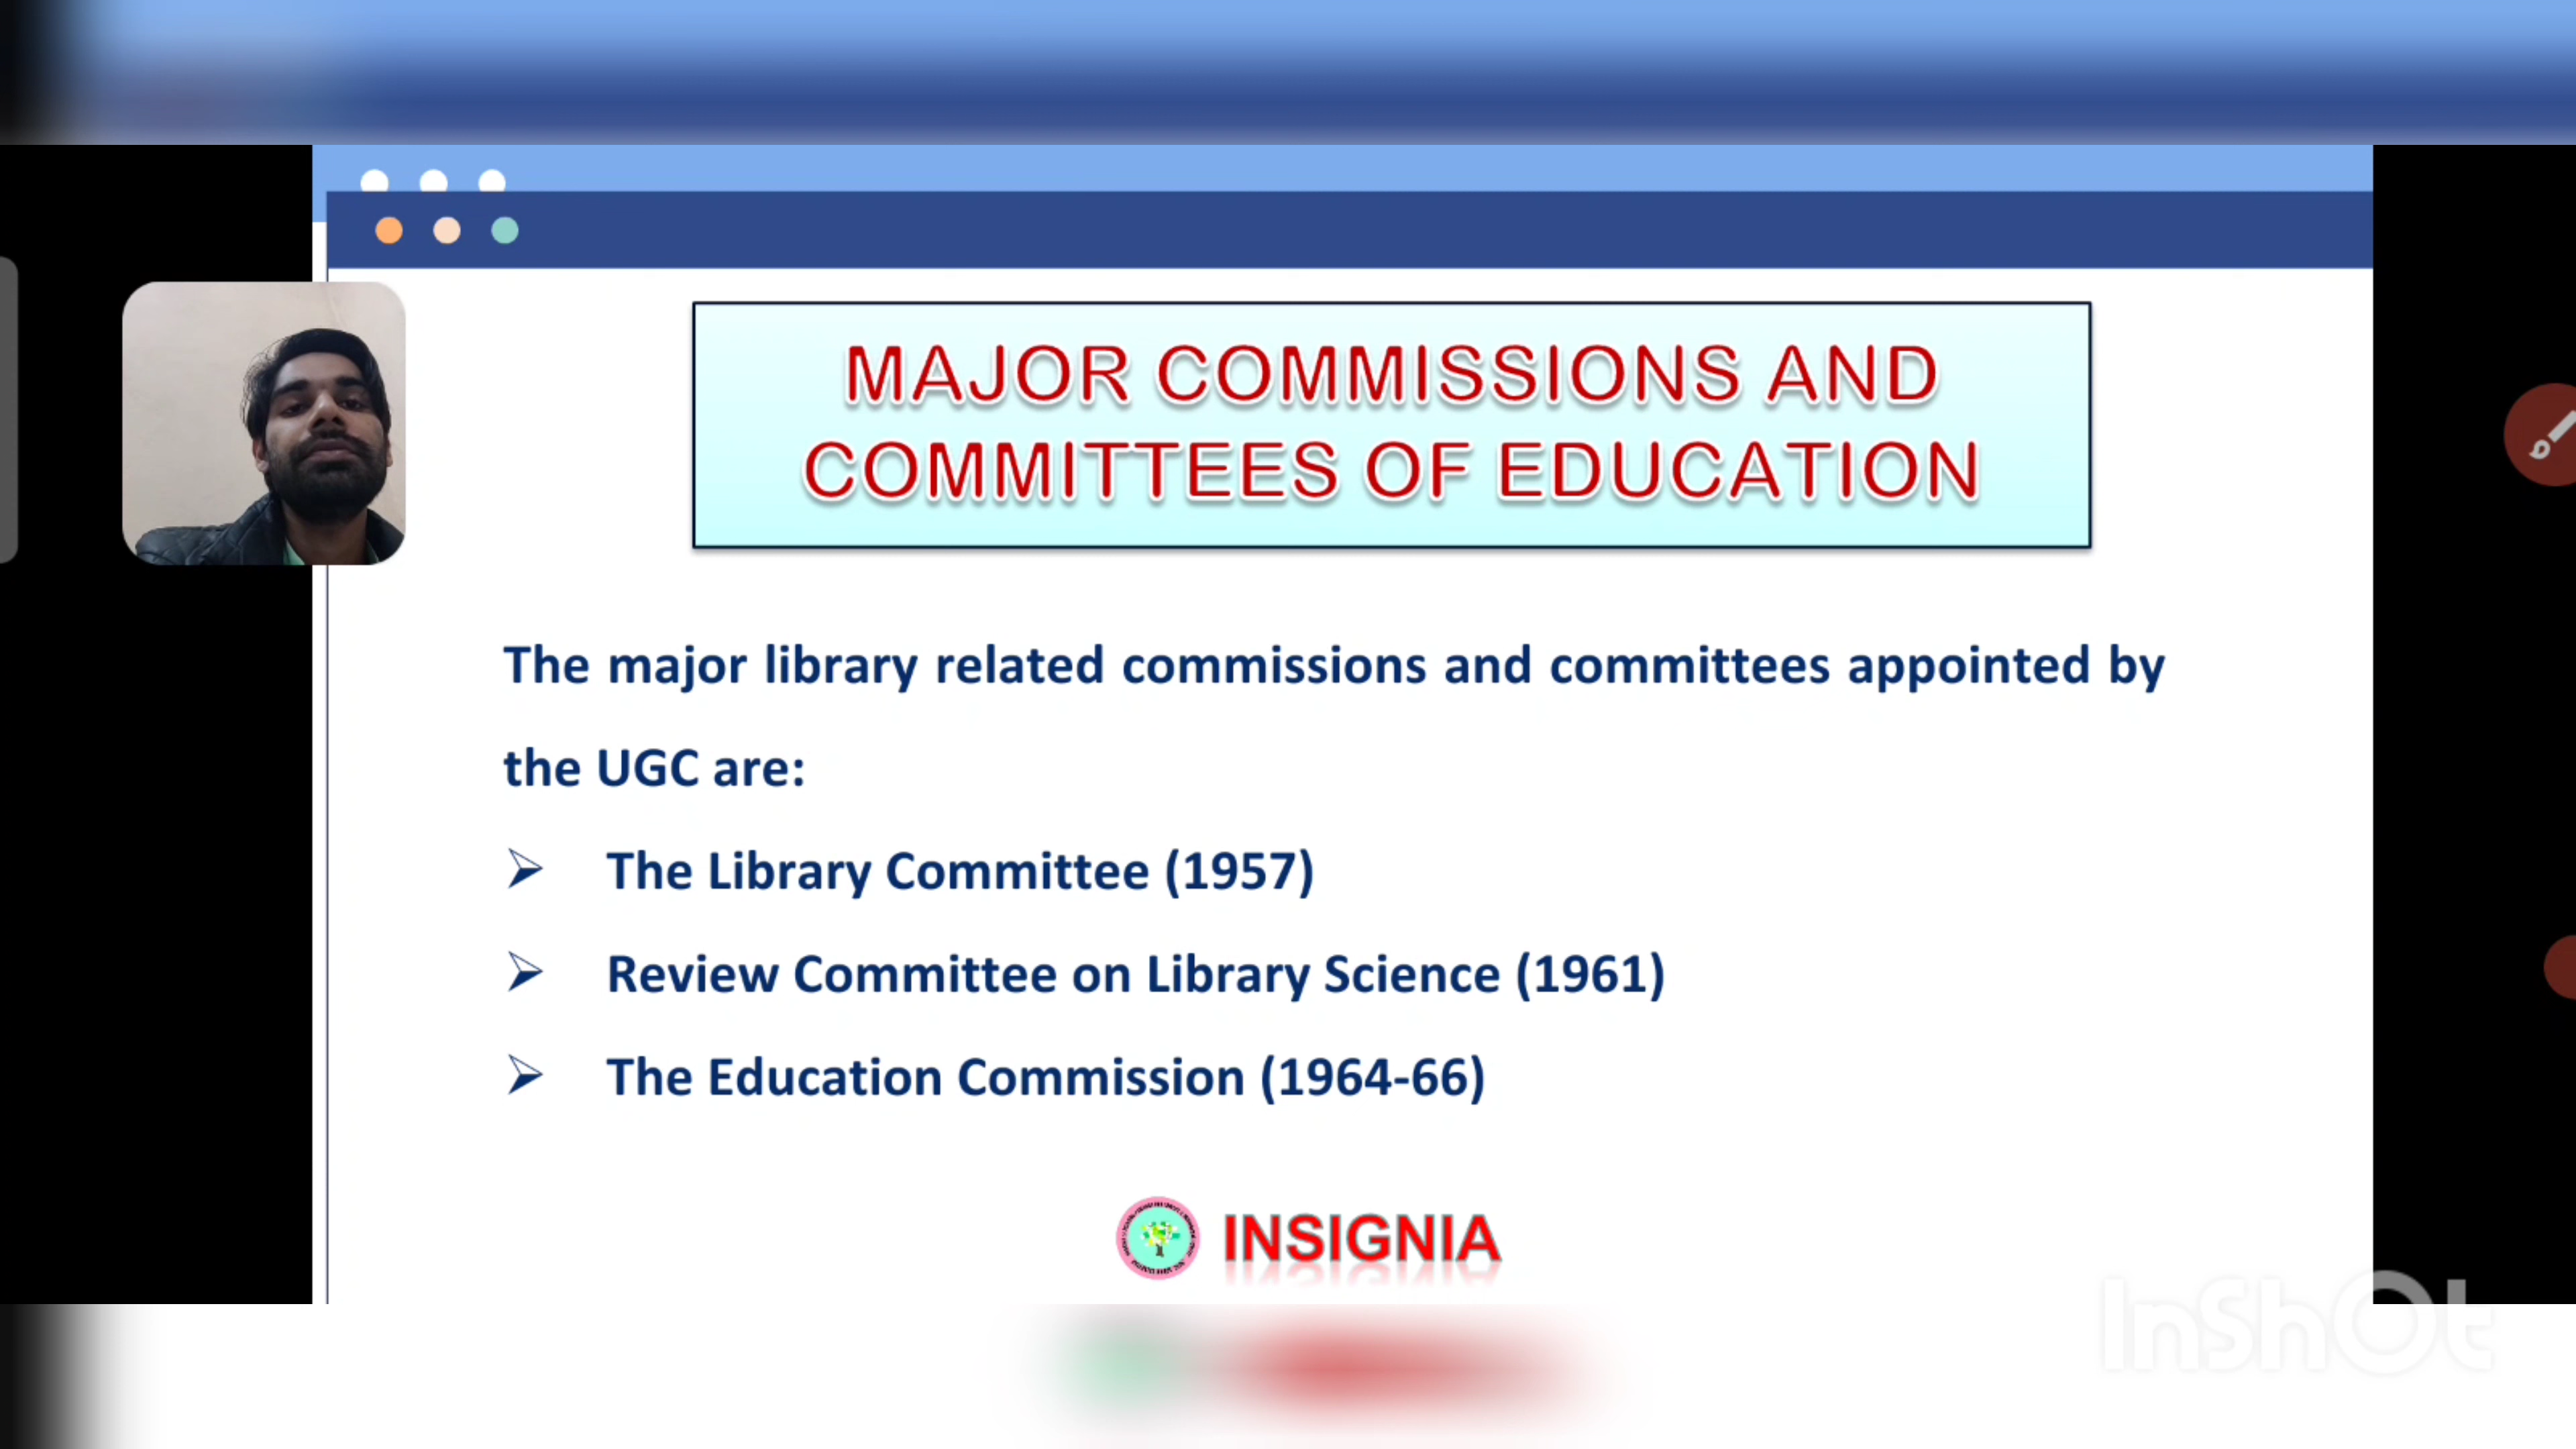 MAJOR COMMISSIONS AND
COMMITTEES OF EDUCATION
The major library related commissions and committees appointed by
the UGC are:
➢ The Library Committee (1957)
➢ Review Committee on Library Science (1961)
➢ The Education Commission (1964-66)
INSIGNIA
InShOt